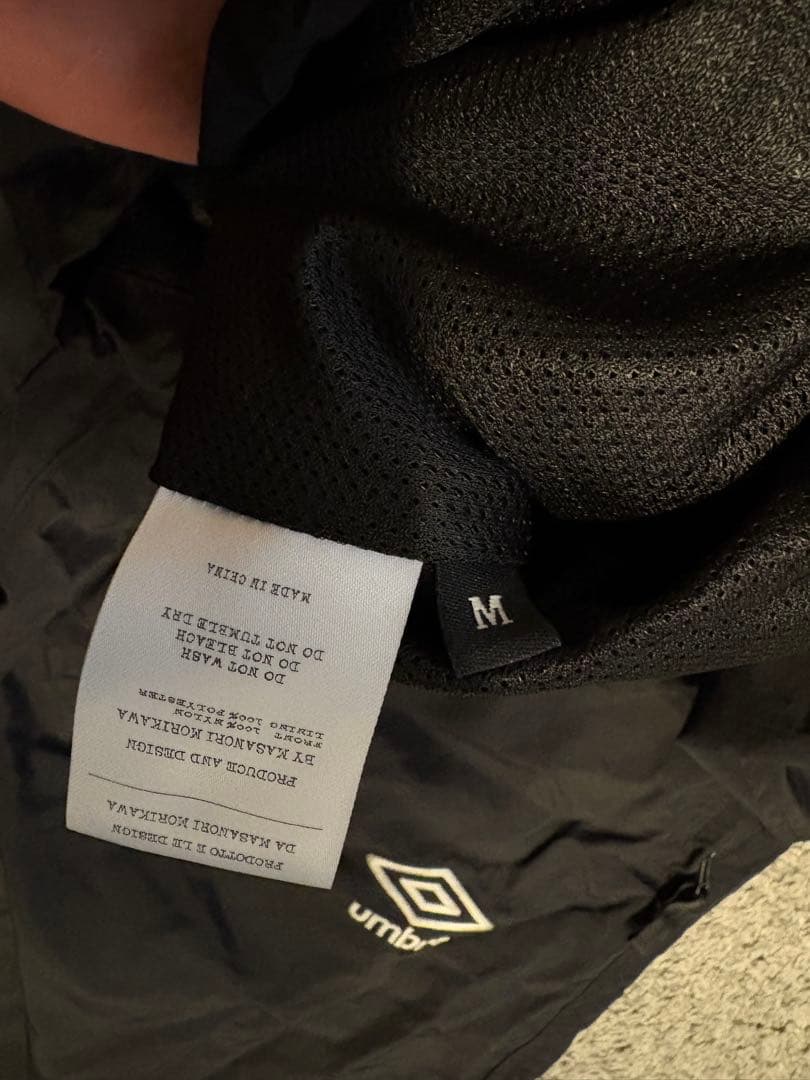 PRODOTTO E LE DESIGN
DA MASANORI MORIKAWA
PRODUCE AND DESIGN
BY MASANORI MORIKAWA
FRONT 100% NYLON
LINING 100% POLYESTER
DO NOT WASH
DO NOT BLEACH
DO NOT TUMBLE DRY
MADE IN CHINA
M